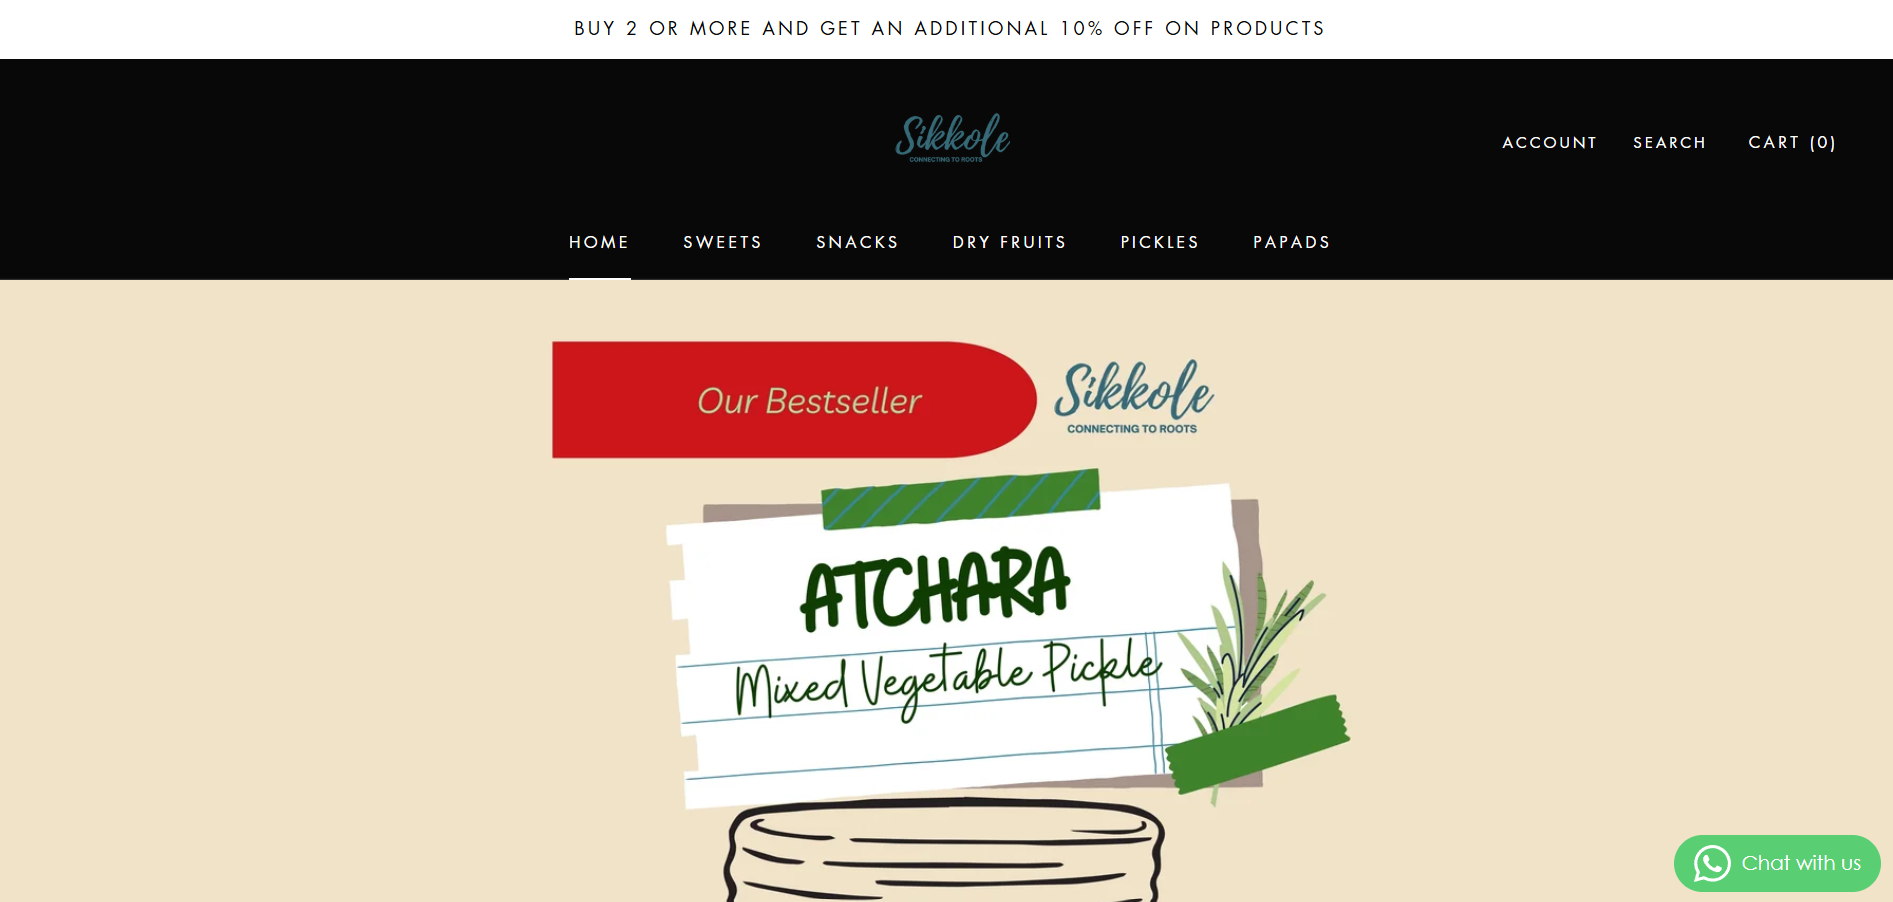 BUY 2 OR MORE AND GET AN ADDITIONAL 10% OFF ON PRODUCTS
Sikkole
CONNECTING TO ROOTS
ACCOUNT SEARCH CART (0)
HOME SWEETS SNACKS DRY FRUITS PICKLES PAPADS
Our Bestseller
Sikkole
CONNECTING TO ROOTS
ATCHARA
Mixed Vegetable Pickle
Chat with us